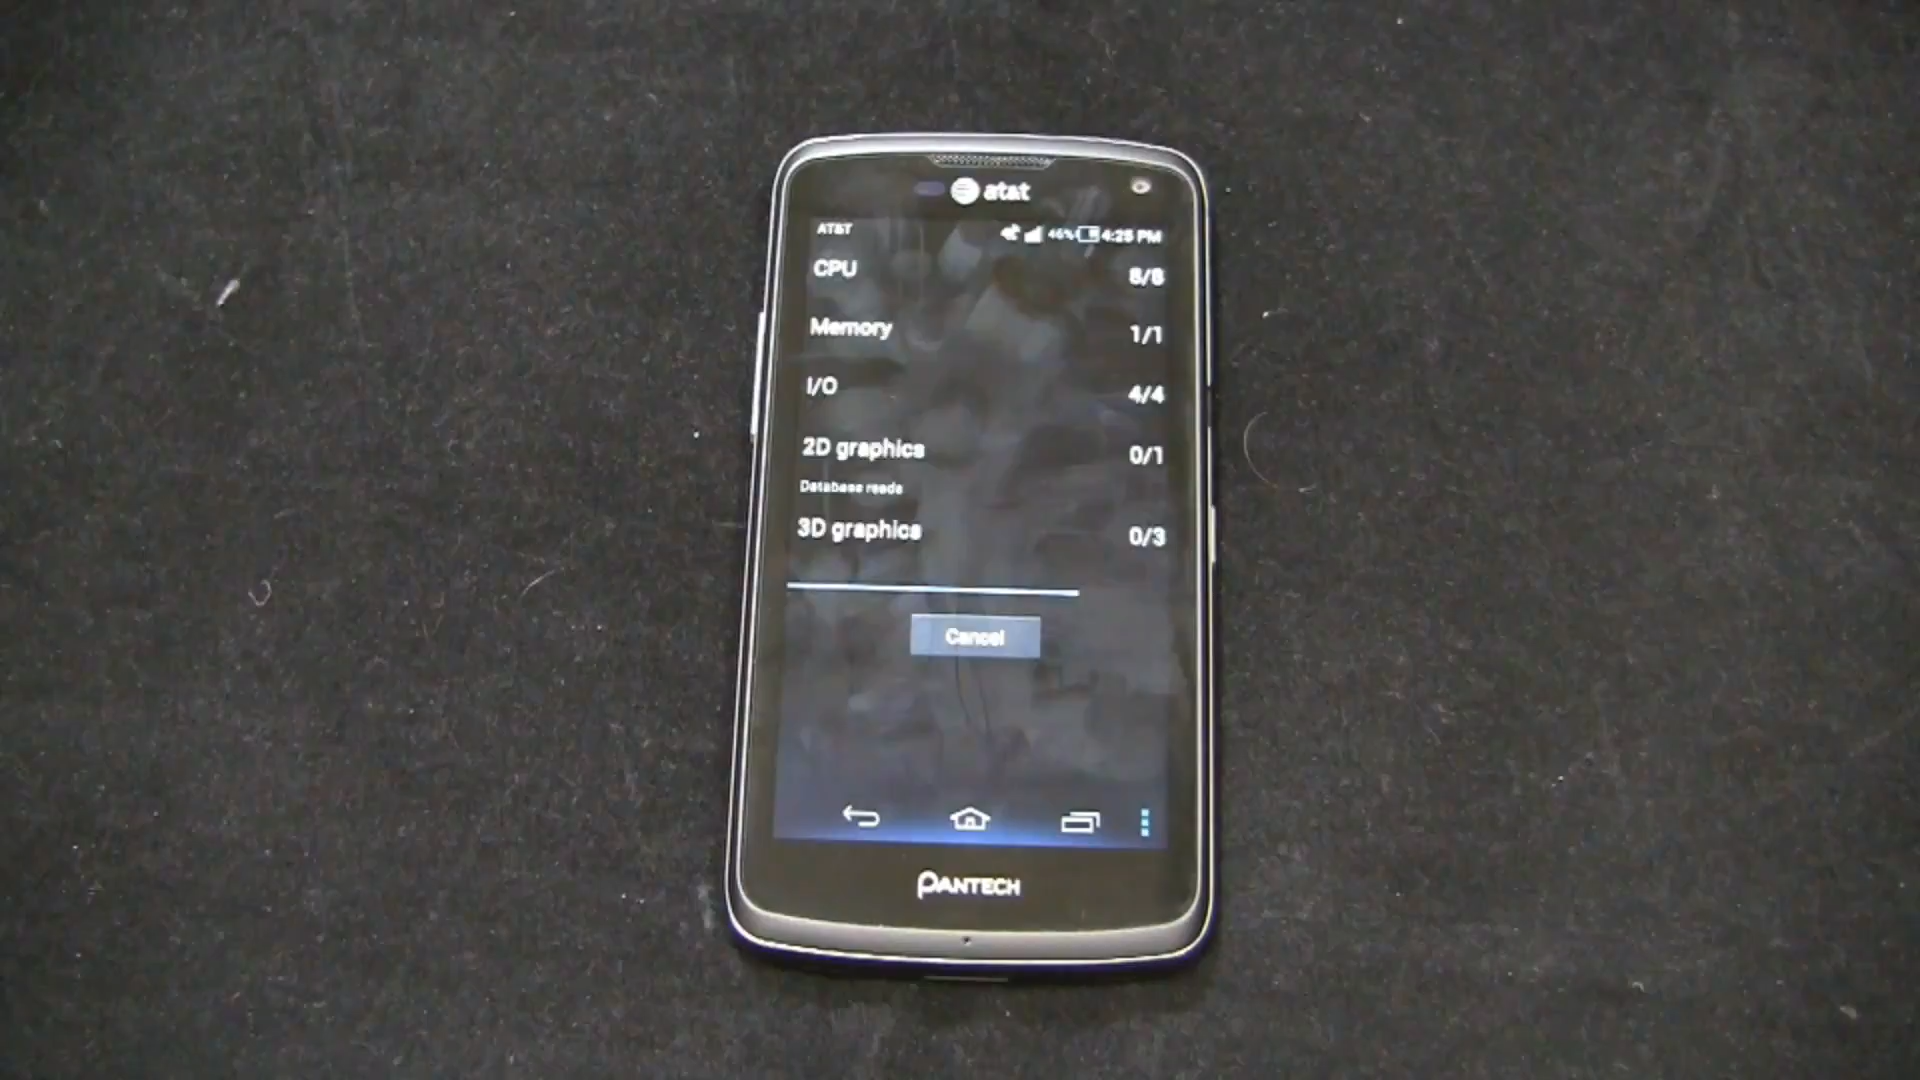 at&t
AT&T 46% 4:25 PM
CPU 8/8
Memory 1/1
I/O 4/4
2D graphics 0/1
Database reads
3D graphics 0/3
Cancel
PANTECH